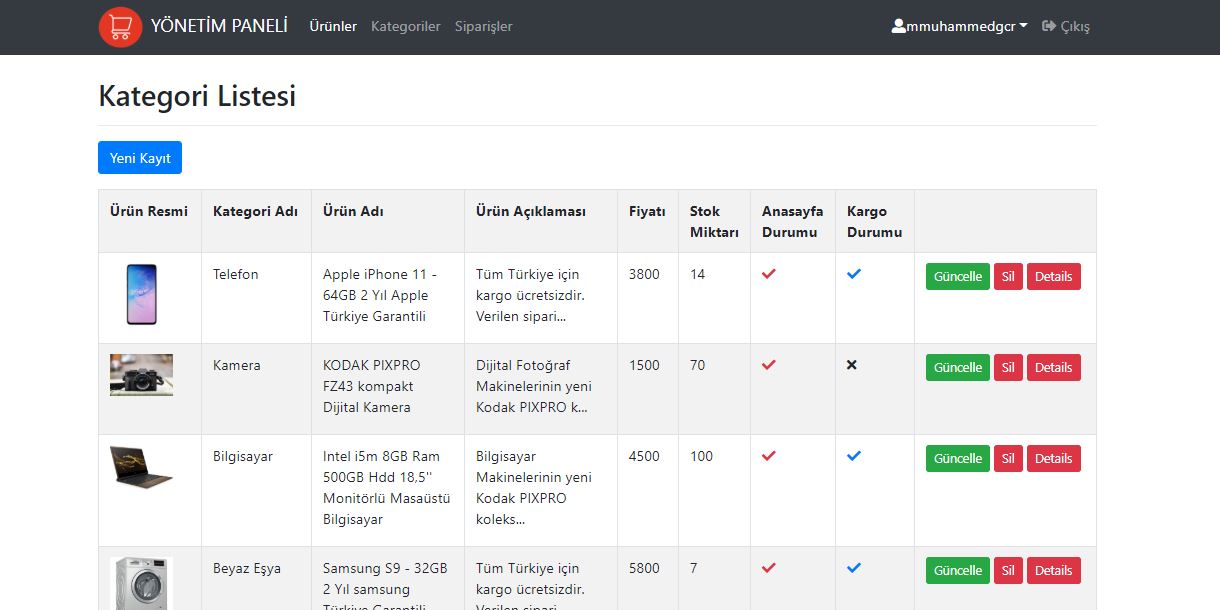 YÖNETİM PANELİ Ürünler Kategoriler Siparişler mmuhammedgcr Çıkış
Kategori Listesi
Yeni Kayıt
Ürün Resmi Kategori Adı Ürün Adı Ürün Açıklaması Fiyatı Stok Miktarı Anasayfa Durumu Kargo Durumu
Telefon
Apple iPhone 11 -
64GB 2 Yıl Apple
Türkiye Garantili
Tüm Türkiye için
kargo ücretsizdir.
Verilen sipari...
3800
14
Güncelle Sil Details
Kamera
KODAK PIXPRO
FZ43 kompakt
Dijital Kamera
Dijital Fotoğraf
Makinelerinin yeni
Kodak PIXPRO k...
1500
70
Güncelle Sil Details
Bilgisayar
Intel i5m 8GB Ram
500GB Hdd 18,5''
Monitörlü Masaüstü
Bilgisayar
Bilgisayar
Makinelerinin yeni
Kodak PIXPRO
koleks...
4500
100
Güncelle Sil Details
Beyaz Eşya
Samsung S9 - 32GB
2 Yıl samsung
Türkiye Garantili
Tüm Türkiye için
kargo ücretsizdir.
Verilen sipari...
5800
7
Güncelle Sil Details